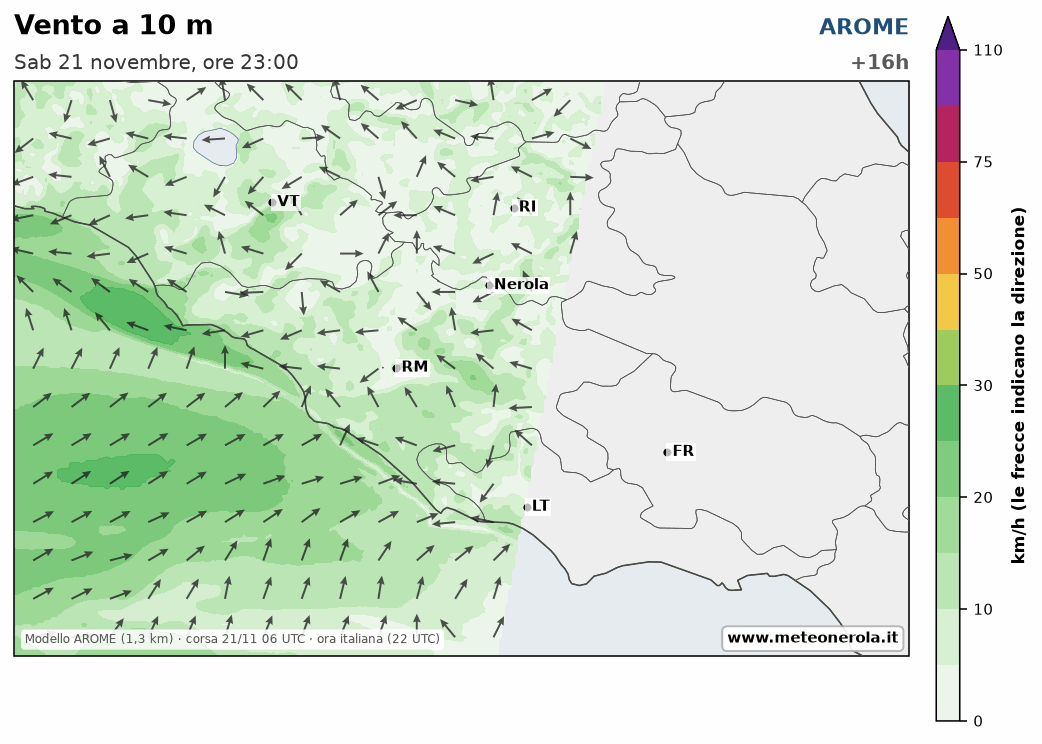 Vento a 10 m
AROME
Sab 21 novembre, ore 23:00
+16h
VT
RI
Nerola
RM
FR
LT
Modello AROME (1,3 km) · corsa 21/11 06 UTC · ora italiana (22 UTC)
www.meteonerola.it
110
75
50
30
20
10
0
km/h (le frecce indicano la direzione)